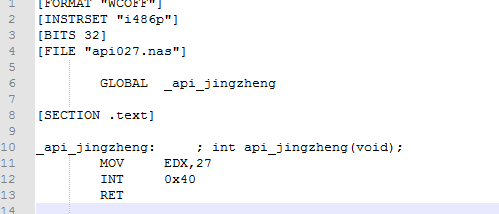 1 [FORMAT "WCOFF"]
2 [INSTRSET "i486p"]
3 [BITS 32]
4 [FILE "api027.nas"]
5
6 GLOBAL _api_jingzheng
7
8 [SECTION .text]
9
10 _api_jingzheng: ; int api_jingzheng(void);
11 MOV EDX,27
12 INT 0x40
13 RET
14